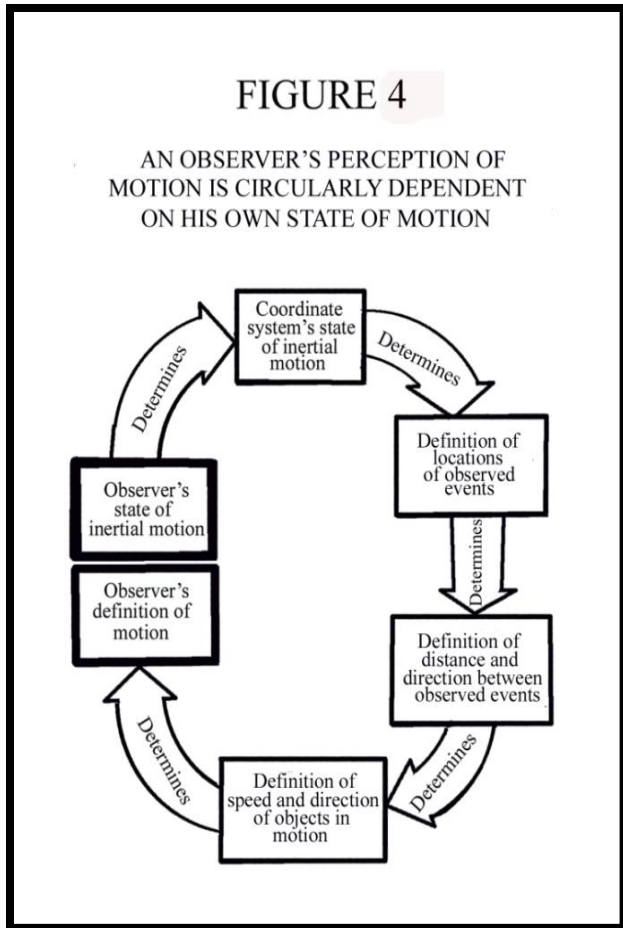 FIGURE 4
AN OBSERVER'S PERCEPTION OF
MOTION IS CIRCULARLY DEPENDENT
ON HIS OWN STATE OF MOTION
Coordinate
system's state
of inertial
motion
Determines
Definition of
locations
of observed
events
Determines
Definition of
distance and
direction between
observed events
Determines
Definition of
speed and direction
of objects in
motion
Determines
Observer's
definition of
motion
Observer's
state of
inertial motion
Determines